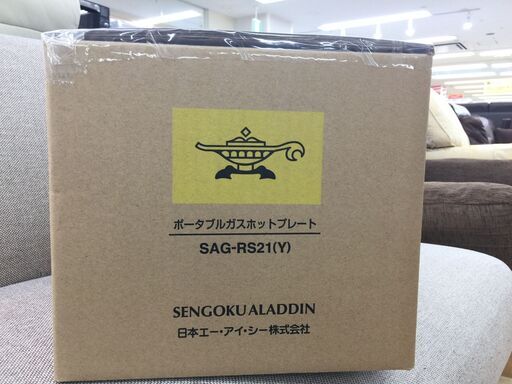 ポータブルガスホットプレート
SAG-RS21(Y)
SENGOKU ALADDIN
日本エー・アイ・シー株式会社